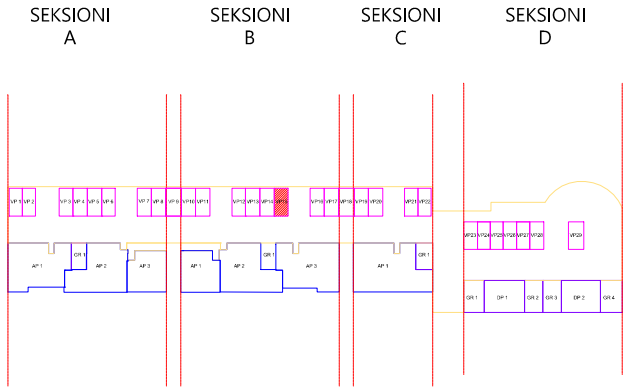 SEKSIONI A
SEKSIONI B
SEKSIONI C
SEKSIONI D
VP 1 VP 2 VP 3 VP 4 VP 5 VP 6 VP 7 VP 8 VP 9 VP10 VP11 VP12 VP13 VP14 VP15 VP16 VP17 VP18 VP19 VP20 VP21 VP22
VP23 VP24 VP25 VP26 VP27 VP28 VP29
AP 1 GR 1 AP 2 AP 3 AP 1 AP 2 GR 1 AP 3 AP 1 GR 1
GR 1 DP 1 GR 2 GR 3 DP 2 GR 4